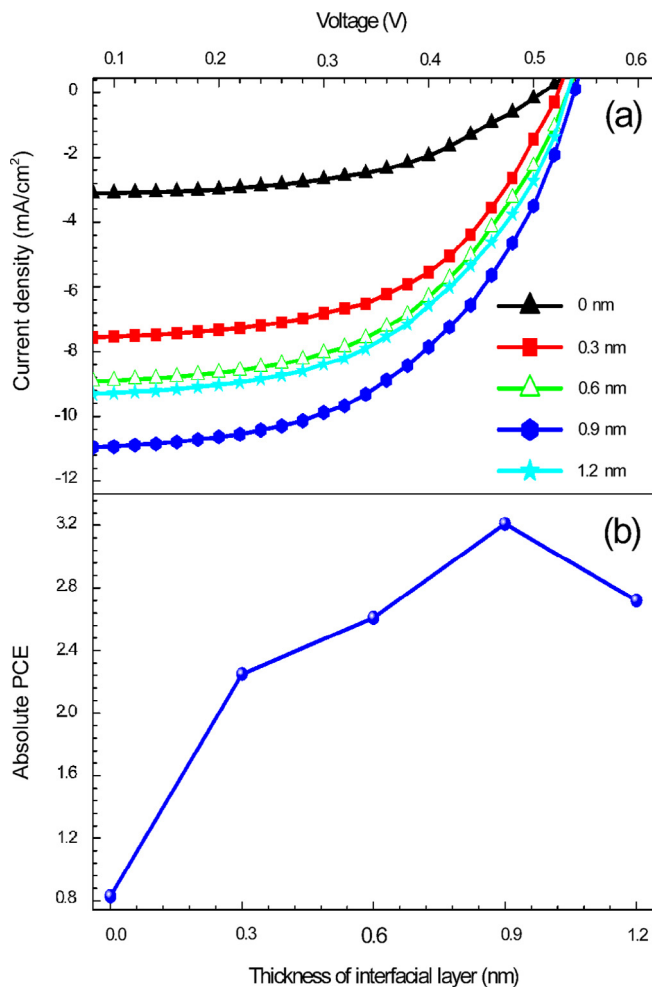 Voltage (V)
0.1 0.2 0.3 0.4 0.5 0.6
(a)
Current density (mA/cm²)
0
-2
-4
-6
-8
-10
-12
0 nm
0.3 nm
0.6 nm
0.9 nm
1.2 nm
(b)
Absolute PCE
3.2
2.8
2.4
2.0
1.6
1.2
0.8
0.0 0.3 0.6 0.9 1.2
Thickness of interfacial layer (nm)